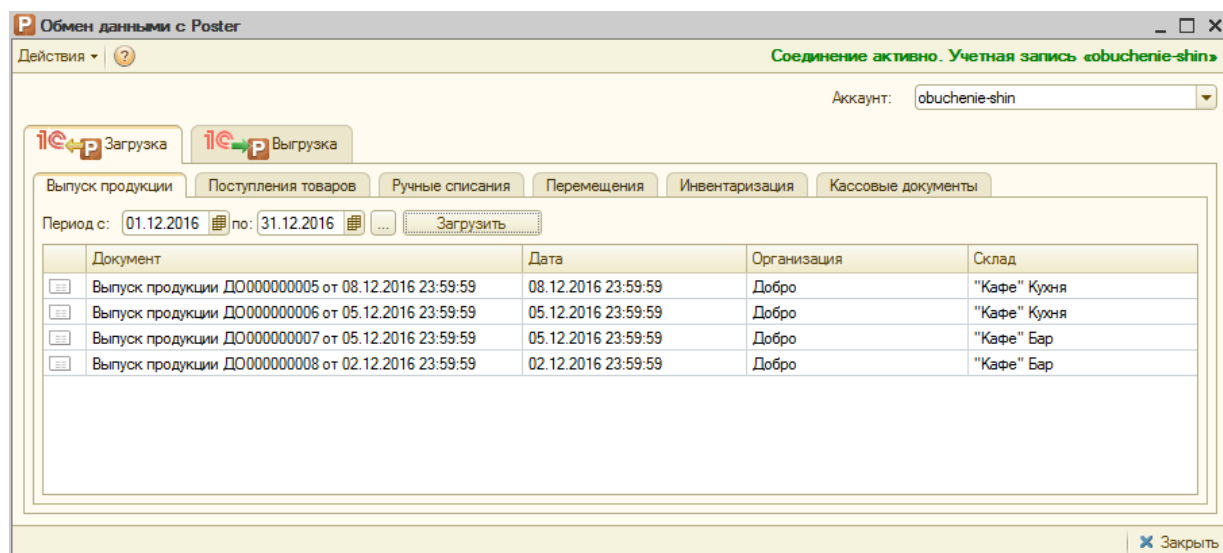 Обмен данными с Poster
Действия
Соединение активно. Учетная запись «obuchenie-shin»
Аккаунт: obuchenie-shin
Загрузка Выгрузка
Выпуск продукции Поступления товаров Ручные списания Перемещения Инвентаризация Кассовые документы
Период с: 01.12.2016 по: 31.12.2016 ... Загрузить
Документ Дата Организация Склад
Выпуск продукции ДО000000005 от 08.12.2016 23:59:59 08.12.2016 23:59:59 Добро "Кафе" Кухня
Выпуск продукции ДО000000006 от 05.12.2016 23:59:59 05.12.2016 23:59:59 Добро "Кафе" Кухня
Выпуск продукции ДО000000007 от 05.12.2016 23:59:59 05.12.2016 23:59:59 Добро "Кафе" Бар
Выпуск продукции ДО000000008 от 02.12.2016 23:59:59 02.12.2016 23:59:59 Добро "Кафе" Бар
Закрыть